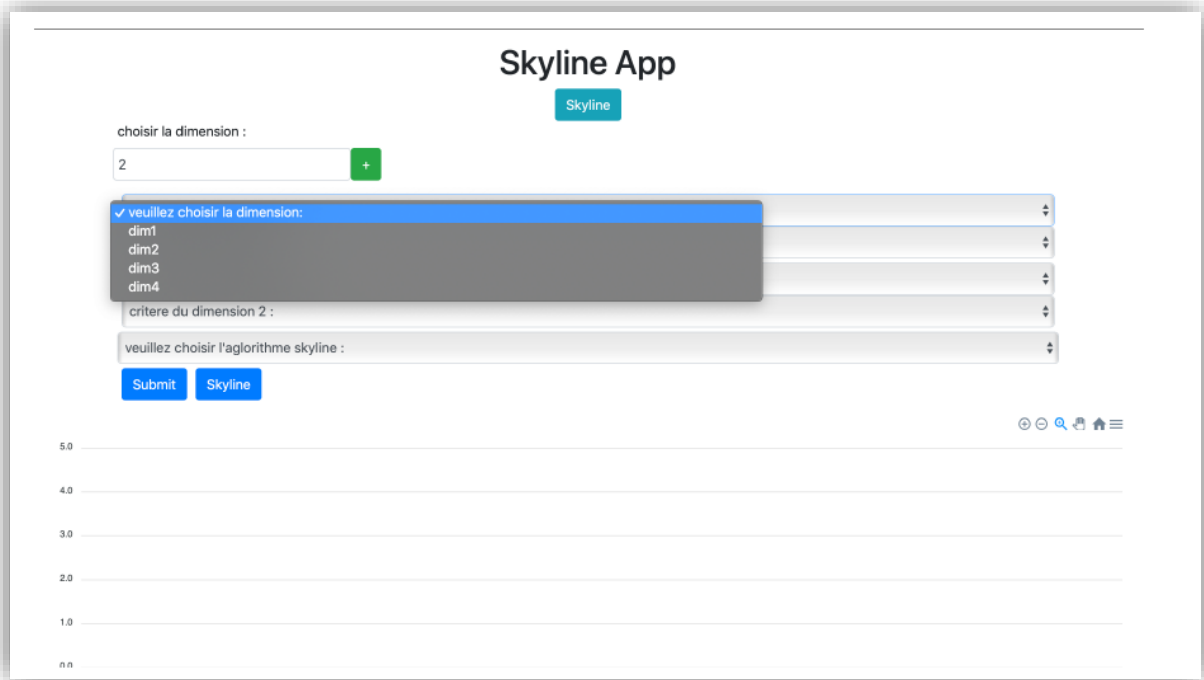 Skyline App
Skyline
choisir la dimension :
2
+
✓ veuillez choisir la dimension:
dim1
dim2
dim3
dim4
critere du dimension 2 :
veuillez choisir l'aglorithme skyline :
Submit Skyline
5.0
4.0
3.0
2.0
1.0
0.0